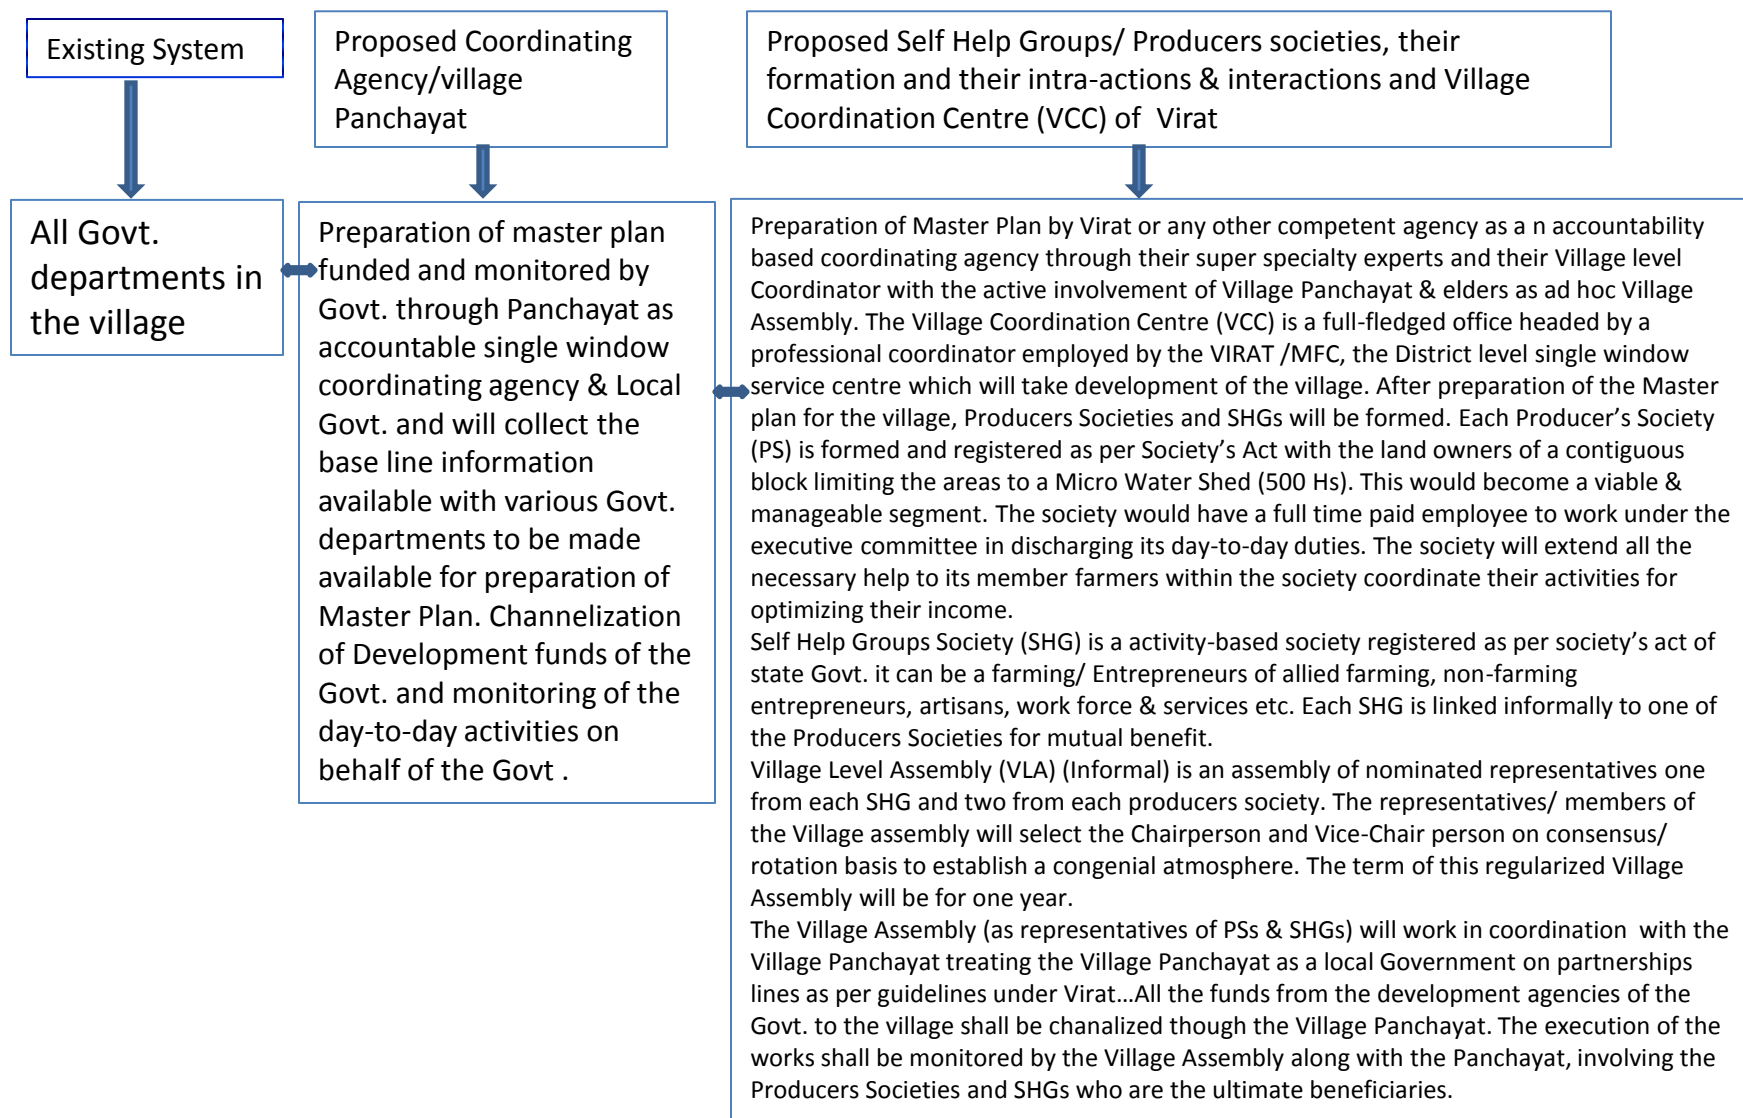 Existing System
Proposed Coordinating
Agency/village
Panchayat
Proposed Self Help Groups/ Producers societies, their
formation and their intra-actions & interactions and Village
Coordination Centre (VCC) of Virat
All Govt.
departments in
the village
Preparation of master plan
funded and monitored by
Govt. through Panchayat as
accountable single window
coordinating agency & Local
Govt. and will collect the
base line information
available with various Govt.
departments to be made
available for preparation of
Master Plan. Channelization
of Development funds of the
Govt. and monitoring of the
day-to-day activities on
behalf of the Govt .
Preparation of Master Plan by Virat or any other competent agency as a n accountability
based coordinating agency through their super specialty experts and their Village level
Coordinator with the active involvement of Village Panchayat & elders as ad hoc Village
Assembly. The Village Coordination Centre (VCC) is a full-fledged office headed by a
professional coordinator employed by the VIRAT /MFC, the District level single window
service centre which will take development of the village. After preparation of the Master
plan for the village, Producers Societies and SHGs will be formed. Each Producer’s Society
(PS) is formed and registered as per Society’s Act with the land owners of a contiguous
block limiting the areas to a Micro Water Shed (500 Hs). This would become a viable &
manageable segment. The society would have a full time paid employee to work under the
executive committee in discharging its day-to-day duties. The society will extend all the
necessary help to its member farmers within the society coordinate their activities for
optimizing their income.
Self Help Groups Society (SHG) is a activity-based society registered as per society’s act of
state Govt. it can be a farming/ Entrepreneurs of allied farming, non-farming
entrepreneurs, artisans, work force & services etc. Each SHG is linked informally to one of
the Producers Societies for mutual benefit.
Village Level Assembly (VLA) (Informal) is an assembly of nominated representatives one
from each SHG and two from each producers society. The representatives/ members of
the Village assembly will select the Chairperson and Vice-Chair person on consensus/
rotation basis to establish a congenial atmosphere. The term of this regularized Village
Assembly will be for one year.
The Village Assembly (as representatives of PSs & SHGs) will work in coordination with the
Village Panchayat treating the Village Panchayat as a local Government on partnerships
lines as per guidelines under Virat…All the funds from the development agencies of the
Govt. to the village shall be chanalized though the Village Panchayat. The execution of the
works shall be monitored by the Village Assembly along with the Panchayat, involving the
Producers Societies and SHGs who are the ultimate beneficiaries.